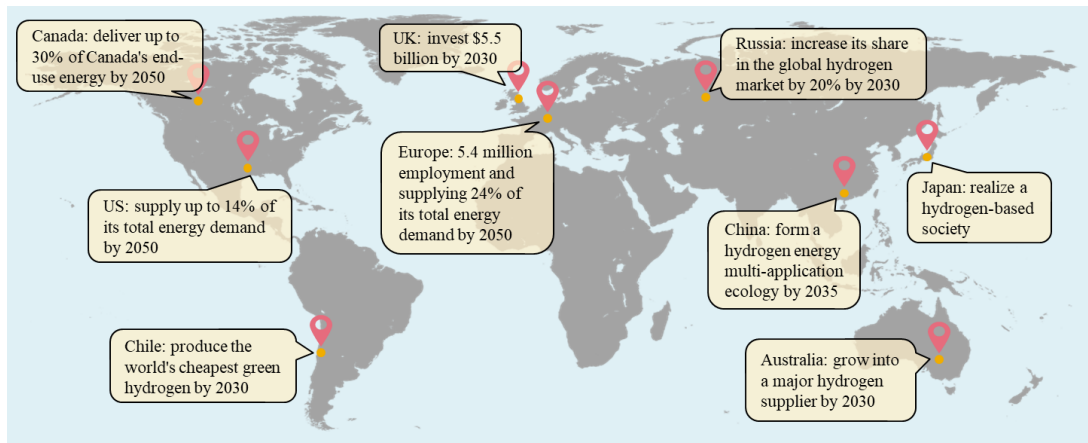 Canada: deliver up to
30% of Canada's end-
use energy by 2050
UK: invest $5.5
billion by 2030
Russia: increase its share
in the global hydrogen
market by 20% by 2030
Europe: 5.4 million
employment and
supplying 24% of
its total energy
demand by 2050
US: supply up to 14% of
its total energy demand
by 2050
Japan: realize a
hydrogen-based
society
China: form a
hydrogen energy
multi-application
ecology by 2035
Chile: produce the
world's cheapest green
hydrogen by 2030
Australia: grow into
a major hydrogen
supplier by 2030